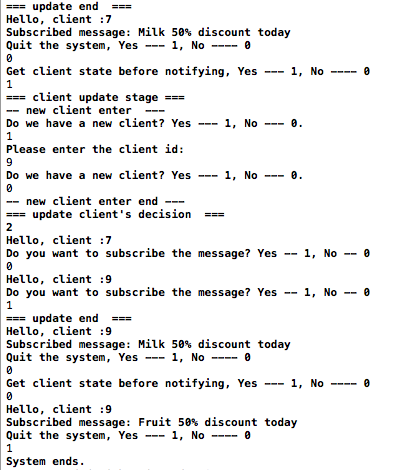 === update end  ===
Hello, client :7
Subscribed message: Milk 50% discount today
Quit the system, Yes --- 1, No ---- 0
0
Get client state before notifying, Yes --- 1, No ---- 0
1
=== client update stage ===
-- new client enter  ---
Do we have a new client? Yes --- 1, No --- 0.
1
Please enter the client id:
9
Do we have a new client? Yes --- 1, No --- 0.
0
-- new client enter end ---
=== update client's decision  ===
2
Hello, client :7
Do you want to subscribe the message? Yes -- 1, No -- 0
0
Hello, client :9
Do you want to subscribe the message? Yes -- 1, No -- 0
1
=== update end  ===
Hello, client :9
Subscribed message: Milk 50% discount today
Quit the system, Yes --- 1, No ---- 0
0
Get client state before notifying, Yes --- 1, No ---- 0
0
Hello, client :9
Subscribed message: Fruit 50% discount today
Quit the system, Yes --- 1, No ---- 0
1
System ends.